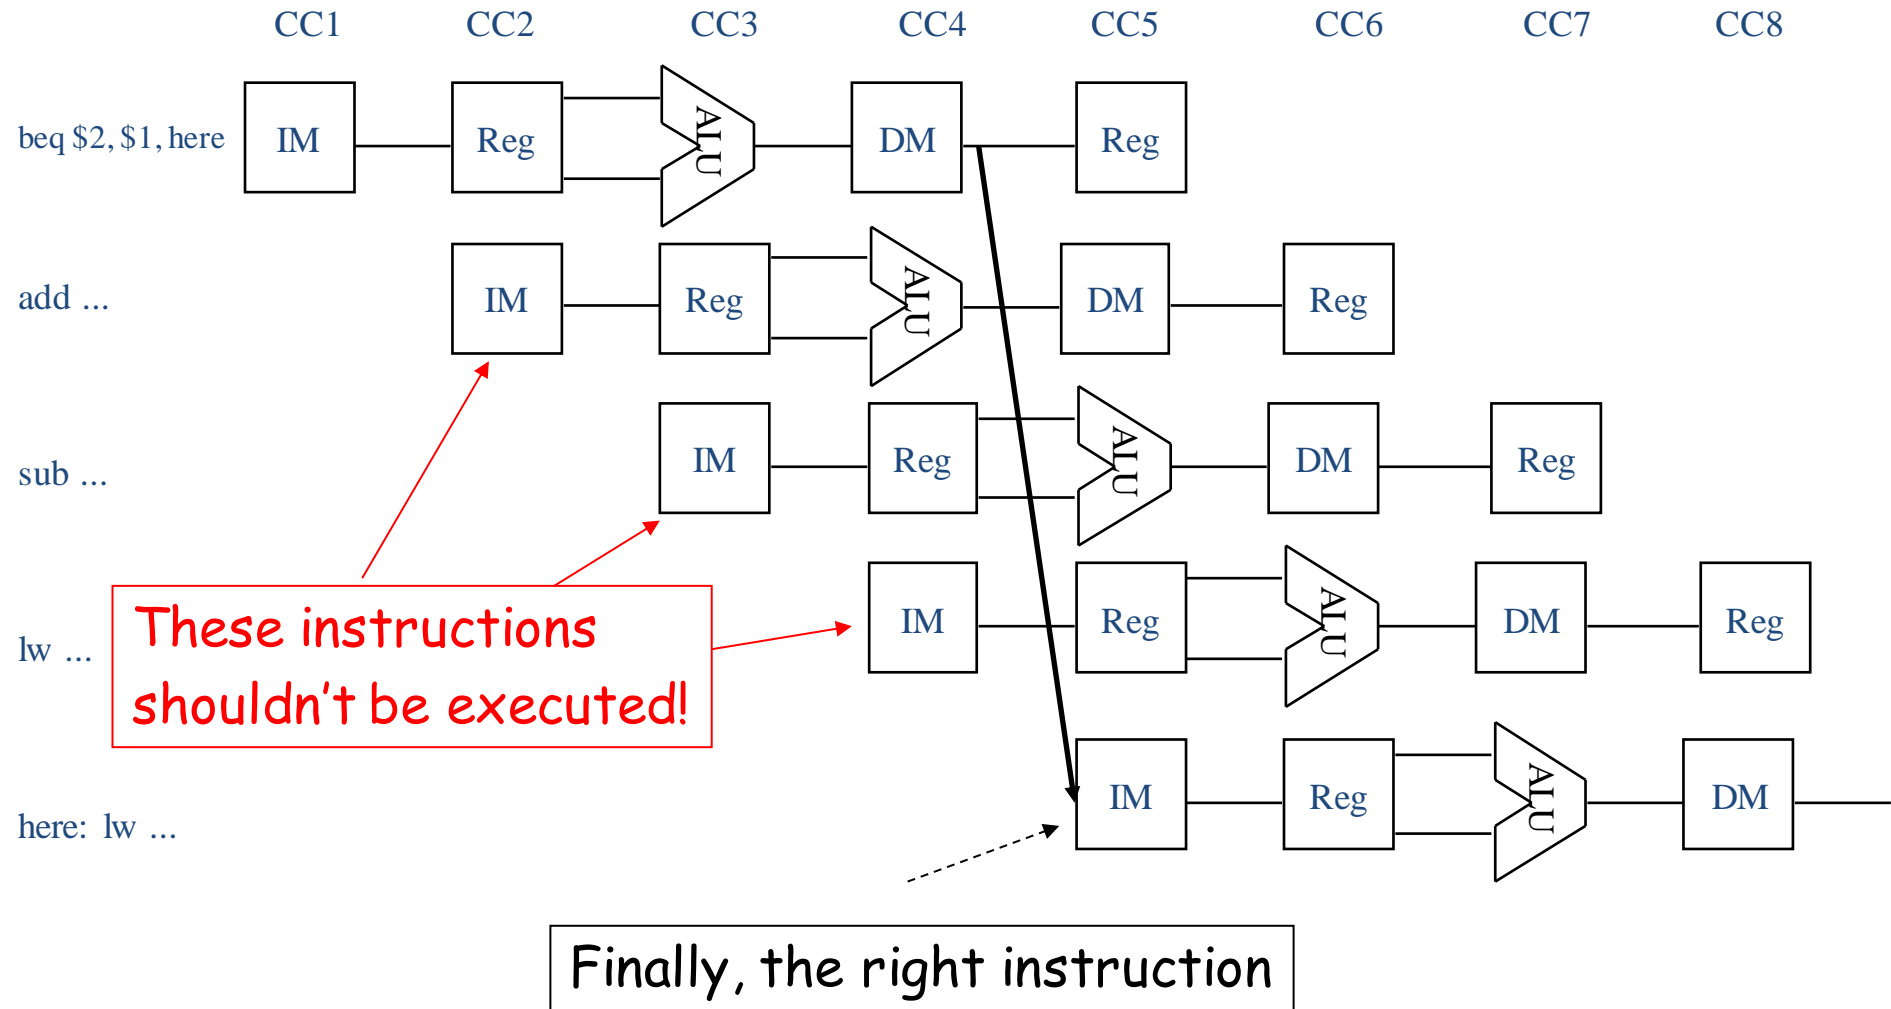 CC1 CC2 CC3 CC4 CC5 CC6 CC7 CC8
beq $2, $1, here IM Reg ALU DM Reg
add ... IM Reg ALU DM Reg
sub ... IM Reg ALU DM Reg
lw ... IM Reg ALU DM Reg
These instructions
shouldn't be executed!
here: lw ... IM Reg ALU DM
Finally, the right instruction